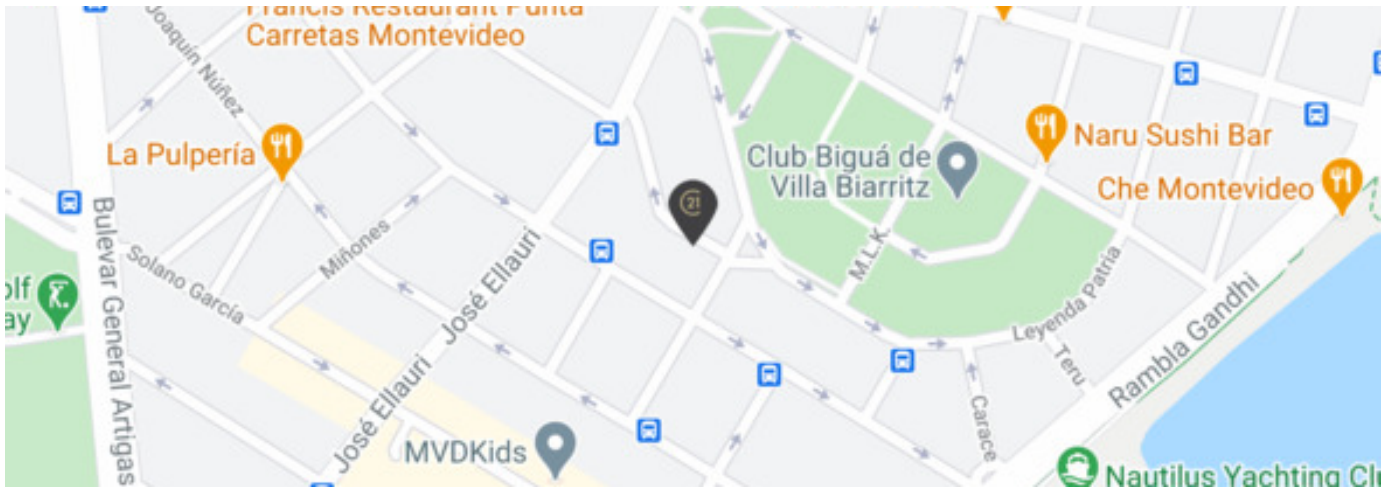 Francis Restaurant Punta
Carretas Montevideo
Joaquín Núñez
La Pulpería
21
Club Biguá de
Villa Biarritz
Naru Sushi Bar
Che Montevideo
Bulevar General Artigas
Solano García
Miñones
José Ellauri
José Ellauri
M.L.K.
Leyenda Patria
Teru
Rambla Gandhi
Carace
MVDKids
Nautilus Yachting Clu